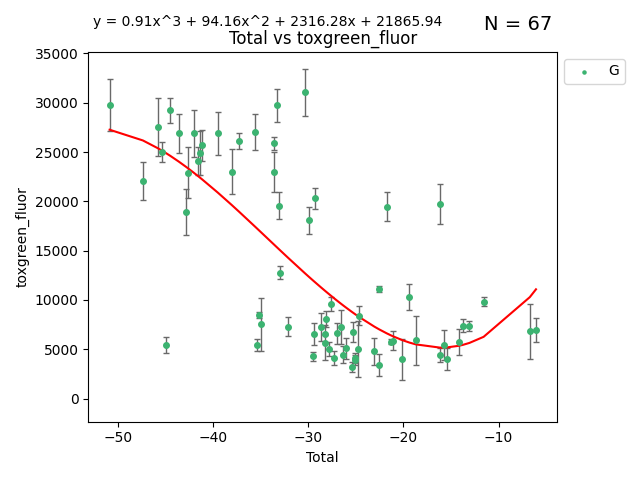 y = 0.91x^3 + 94.16x^2 + 2316.28x + 21865.94
N = 67
Total vs toxgreen_fluor
G
35000
30000
25000
20000
15000
10000
5000
0
toxgreen_fluor
−50 −40 −30 −20 −10
Total